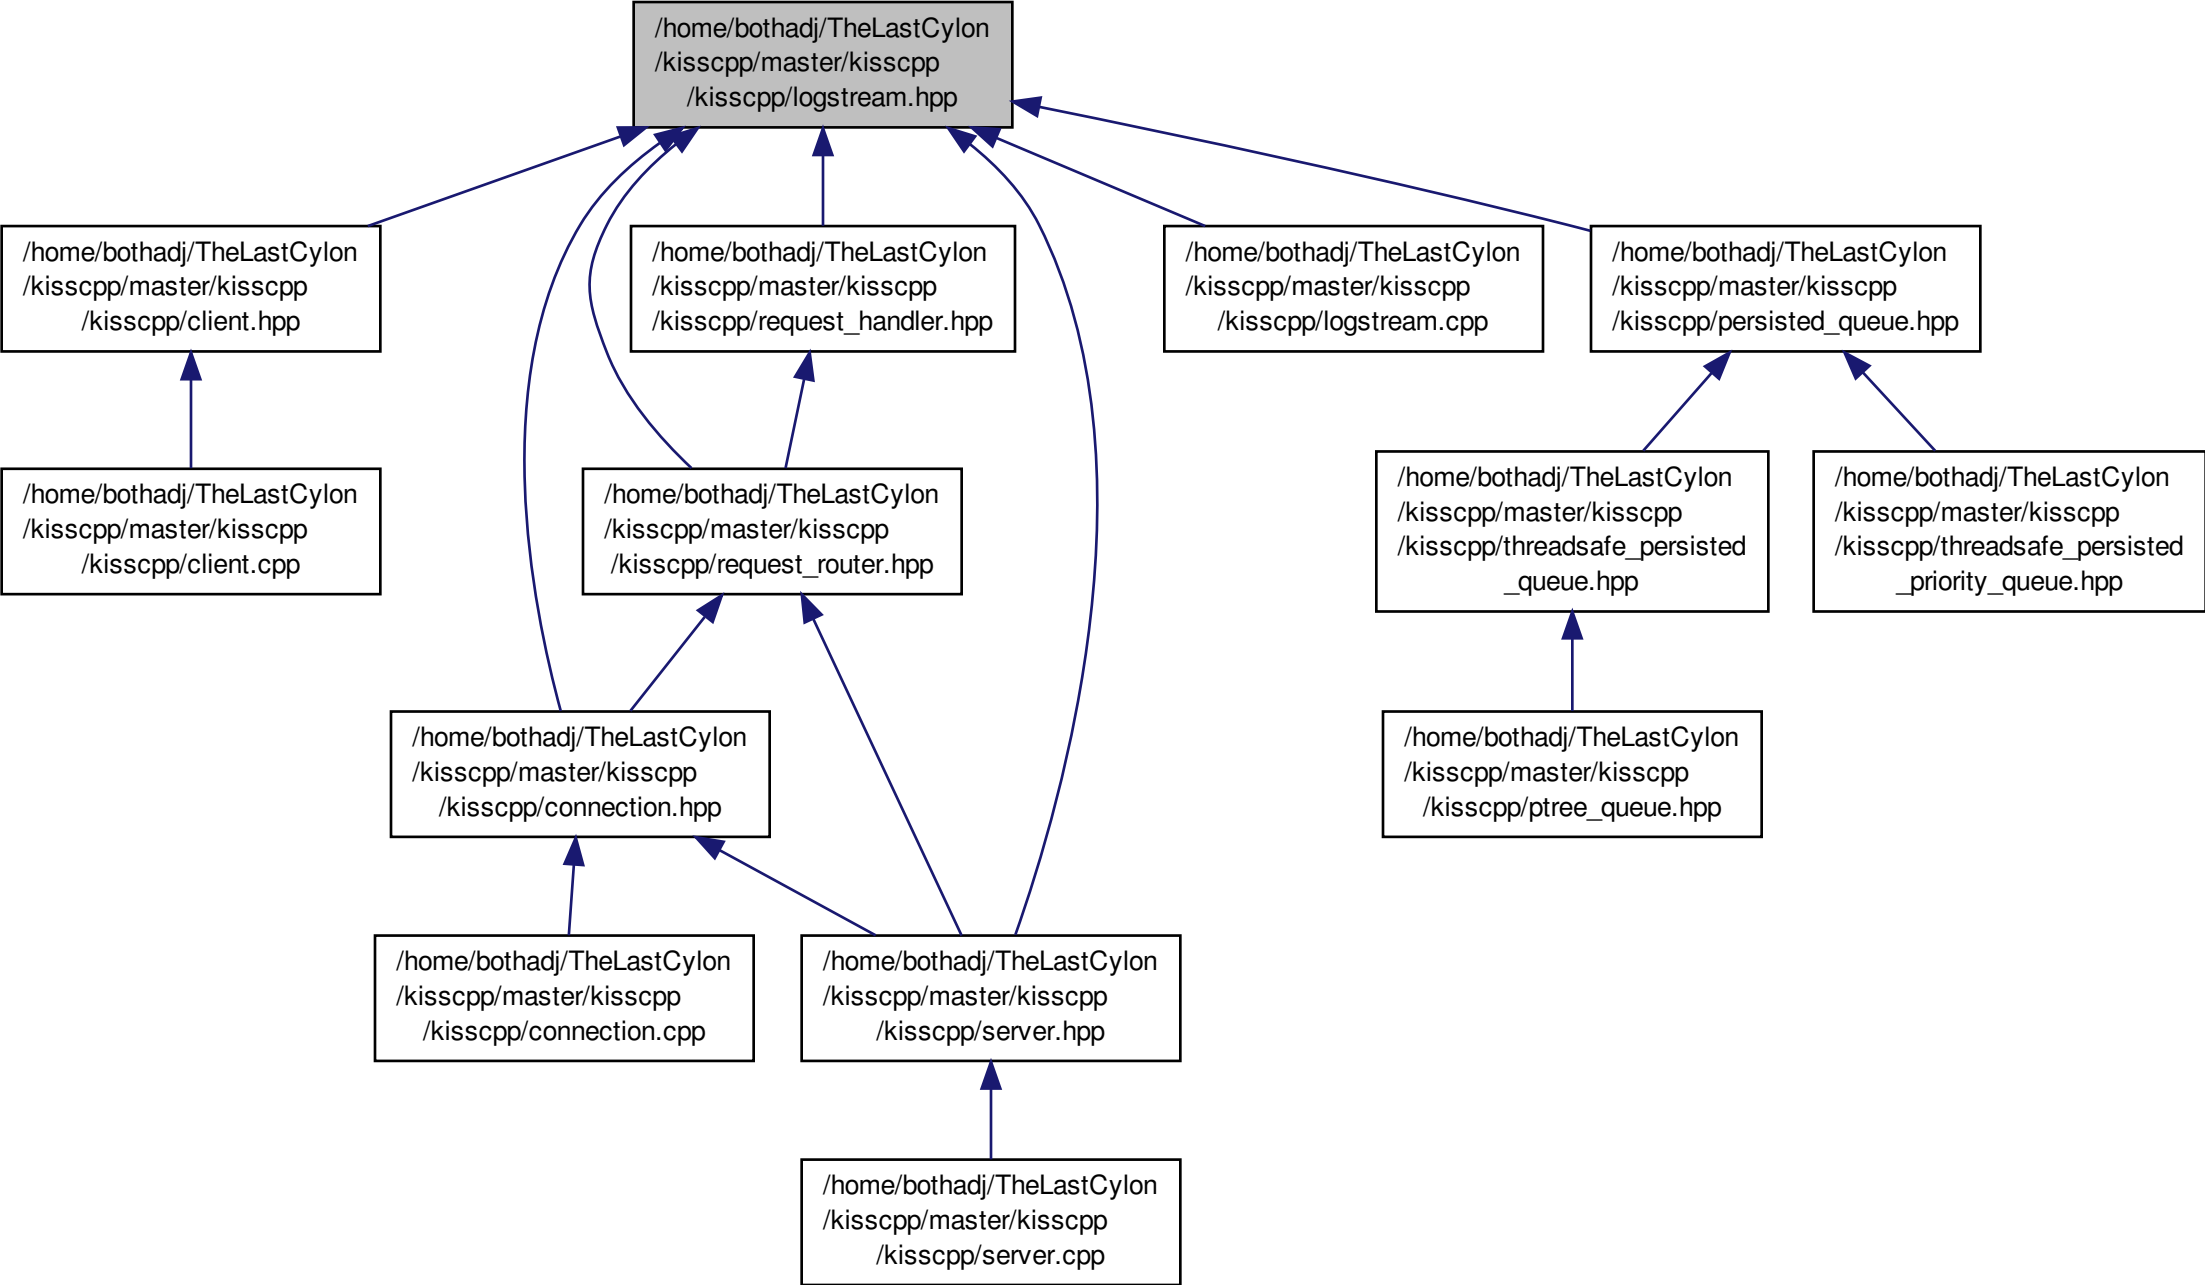 /home/bothadj/TheLastCylon
/kisscpp/master/kisscpp
/kisscpp/logstream.hpp
/home/bothadj/TheLastCylon
/kisscpp/master/kisscpp
/kisscpp/client.hpp
/home/bothadj/TheLastCylon
/kisscpp/master/kisscpp
/kisscpp/request_handler.hpp
/home/bothadj/TheLastCylon
/kisscpp/master/kisscpp
/kisscpp/logstream.cpp
/home/bothadj/TheLastCylon
/kisscpp/master/kisscpp
/kisscpp/persisted_queue.hpp
/home/bothadj/TheLastCylon
/kisscpp/master/kisscpp
/kisscpp/client.cpp
/home/bothadj/TheLastCylon
/kisscpp/master/kisscpp
/kisscpp/request_router.hpp
/home/bothadj/TheLastCylon
/kisscpp/master/kisscpp
/kisscpp/threadsafe_persisted
_queue.hpp
/home/bothadj/TheLastCylon
/kisscpp/master/kisscpp
/kisscpp/threadsafe_persisted
_priority_queue.hpp
/home/bothadj/TheLastCylon
/kisscpp/master/kisscpp
/kisscpp/connection.hpp
/home/bothadj/TheLastCylon
/kisscpp/master/kisscpp
/kisscpp/ptree_queue.hpp
/home/bothadj/TheLastCylon
/kisscpp/master/kisscpp
/kisscpp/connection.cpp
/home/bothadj/TheLastCylon
/kisscpp/master/kisscpp
/kisscpp/server.hpp
/home/bothadj/TheLastCylon
/kisscpp/master/kisscpp
/kisscpp/server.cpp